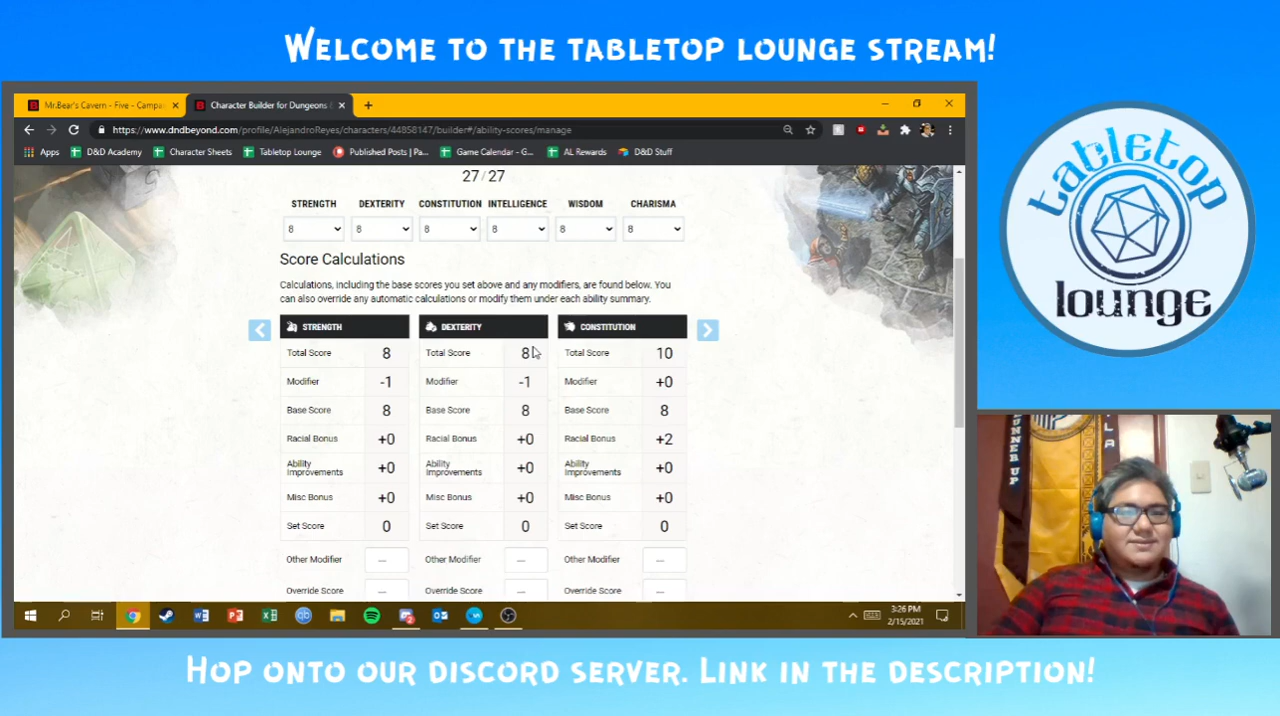 WELCOME TO THE TABLETOP LOUNGE STREAM!
Mr.Bear's Cavern - Five - Campa
Character Builder for Dungeons &
https://www.dndbeyond.com/profile/AlejandroReyes/characters/44858147/builder#/ability-scores/manage
Apps D&D Academy Character Sheets Tabletop Lounge Published Posts | Pa... Game Calendar - G... AL Rewards D&D Stuff
27/27
STRENGTH DEXTERITY CONSTITUTION INTELLIGENCE WISDOM CHARISMA
8 8 8 8 8 8
Score Calculations
Calculations, including the base scores you set above and any modifiers, are found below. You
can also override any automatic calculations or modify them under each ability summary.
STRENGTH DEXTERITY CONSTITUTION
Total Score 8 Total Score 8 Total Score 10
Modifier -1 Modifier -1 Modifier +0
Base Score 8 Base Score 8 Base Score 8
Racial Bonus +0 Racial Bonus +0 Racial Bonus +2
Ability Improvements +0 Ability Improvements +0 Ability Improvements +0
Misc Bonus +0 Misc Bonus +0 Misc Bonus +0
Set Score 0 Set Score 0 Set Score 0
Other Modifier -- Other Modifier -- Other Modifier --
Override Score -- Override Score -- Override Score --
3:26 PM
2/15/2021
tabletop
lounge
RUNNER UP
LA
HOP ONTO OUR DISCORD SERVER. LINK IN THE DESCRIPTION!